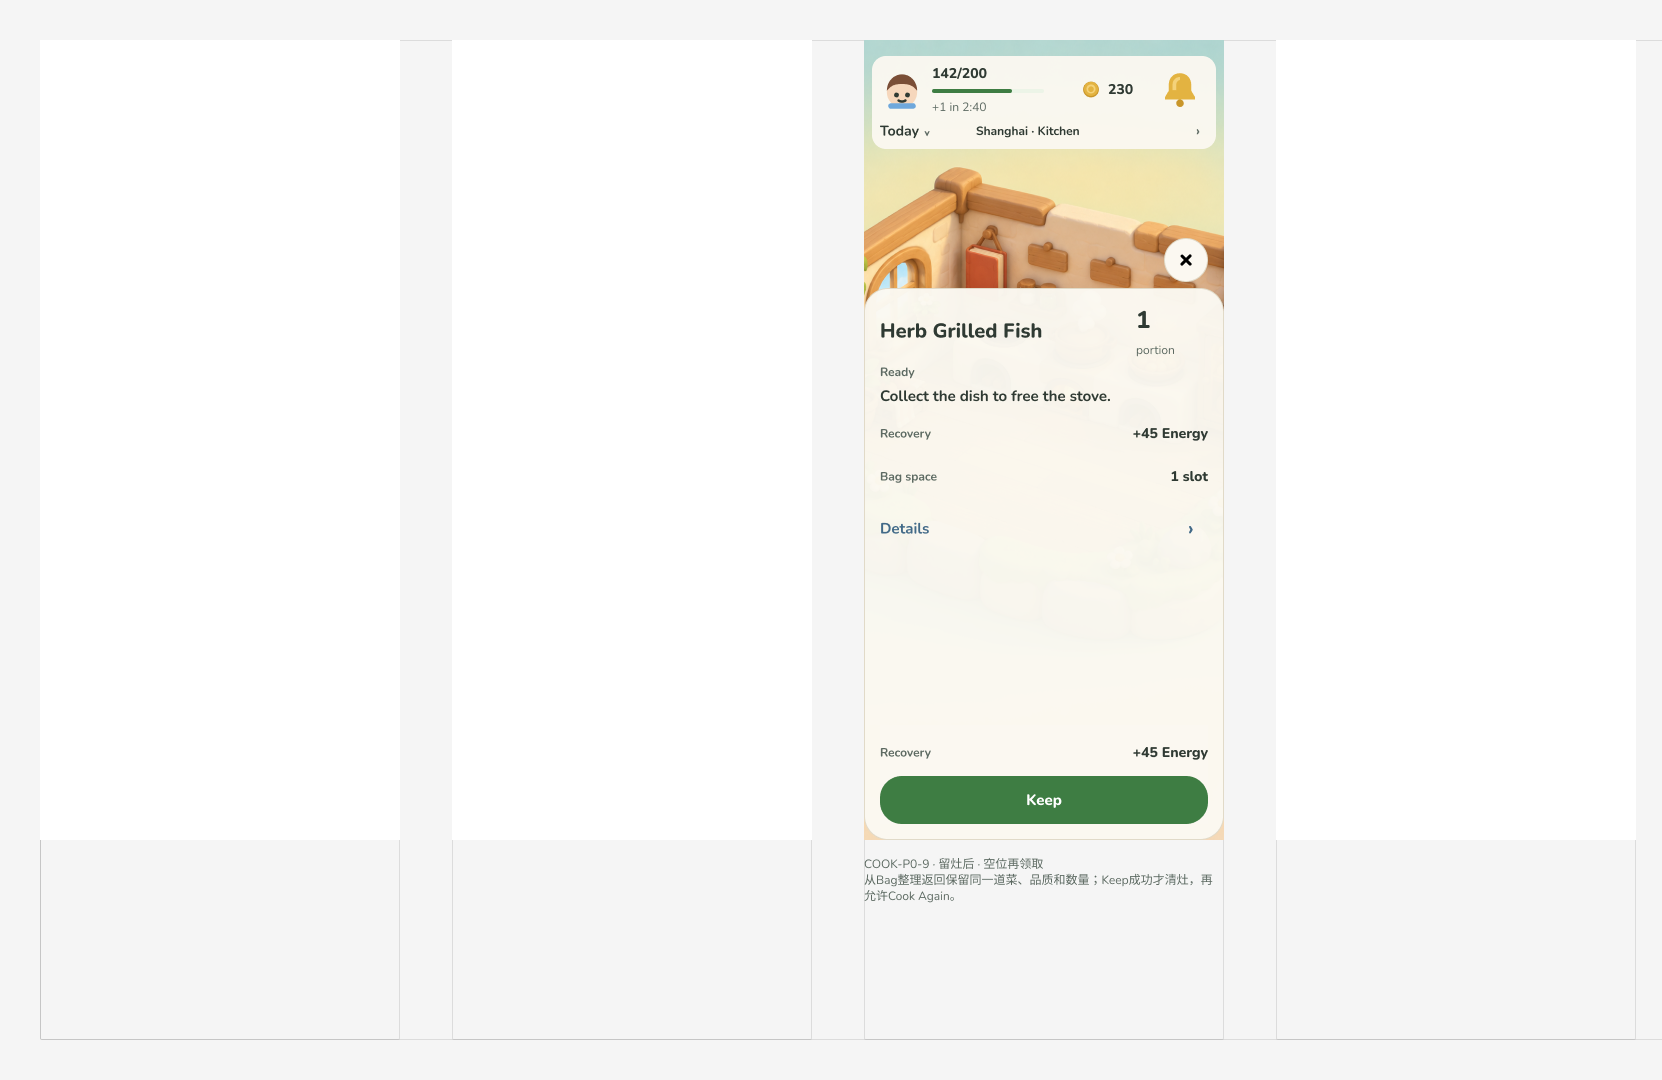 142/200
230
+1 in 2:40
Today ˅ Shanghai · Kitchen ›
Herb Grilled Fish
1
portion
Ready
Collect the dish to free the stove.
Recovery +45 Energy
Bag space 1 slot
Details ›
Recovery +45 Energy
Keep
COOK-P0-9 · 留灶后 · 空位再领取
从Bag整理返回保留同一道菜、品质和数量；Keep成功才清灶，再
允许Cook Again。